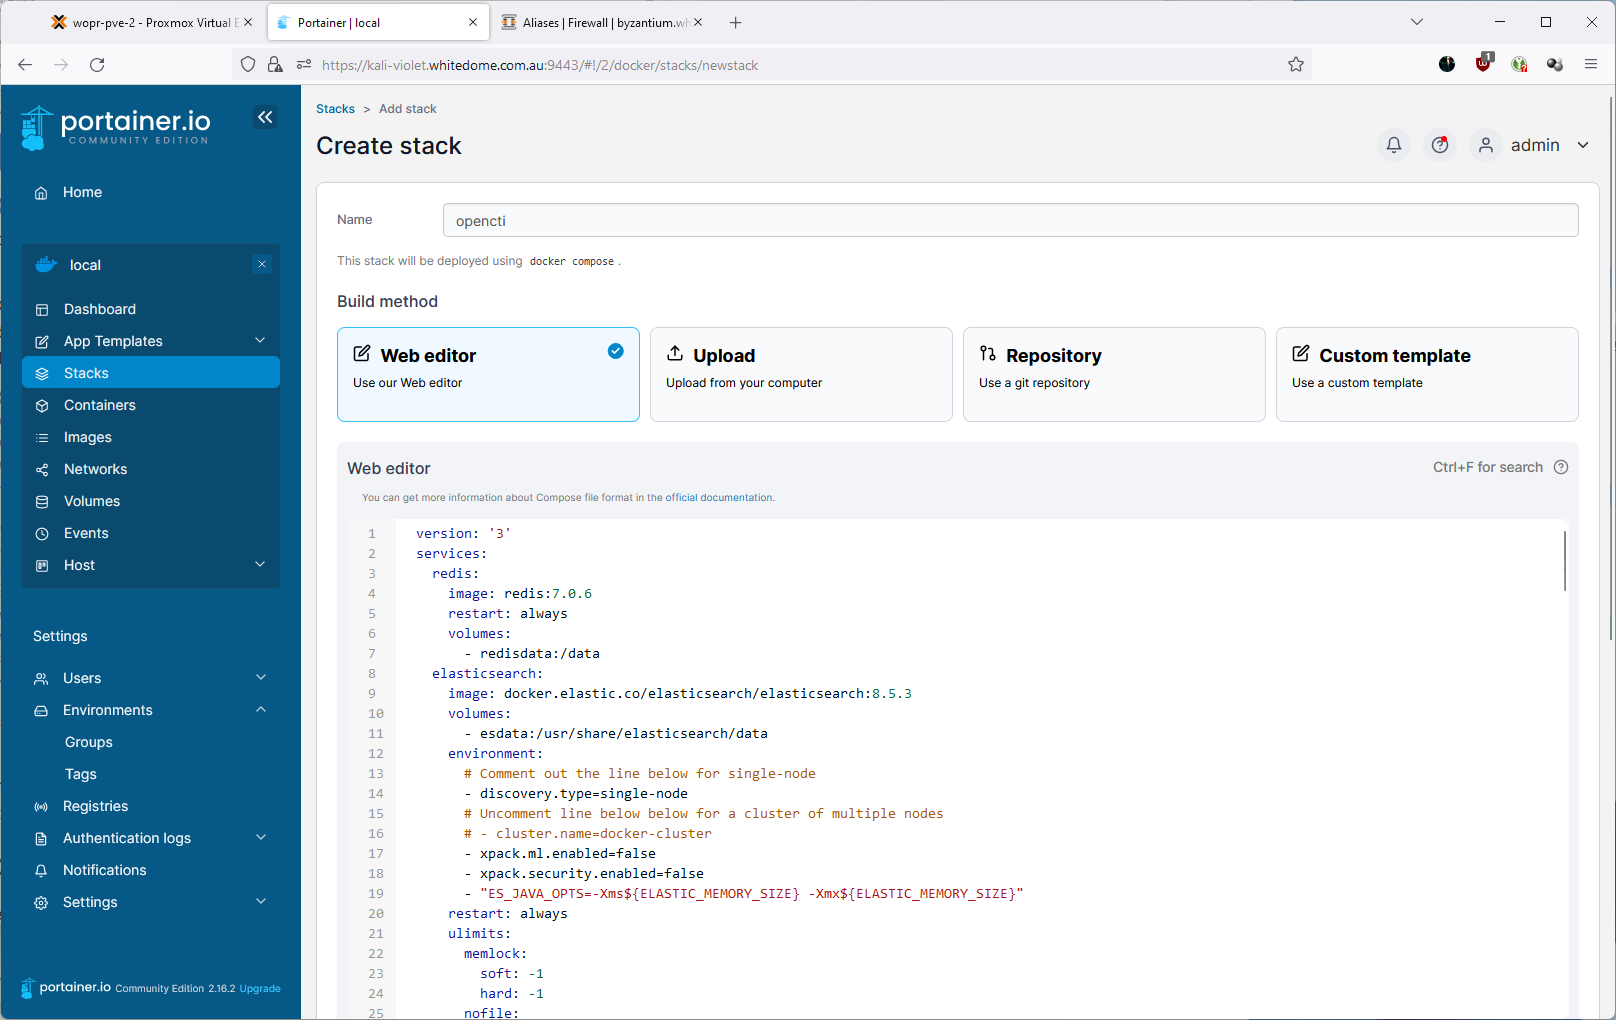 wopr-pve-2 - Proxmox Virtual E
Portainer | local
Aliases | Firewall | byzantium.wh
https://kali-violet.whitedome.com.au:9443/#!/2/docker/stacks/newstack
1
portainer.io
COMMUNITY EDITION
Home
local
Dashboard
App Templates
Stacks
Containers
Images
Networks
Volumes
Events
Host
Settings
Users
Environments
Groups
Tags
Registries
Authentication logs
Notifications
Settings
portainer.io Community Edition 2.16.2 Upgrade
Stacks > Add stack
Create stack
admin
Name
opencti
This stack will be deployed using docker compose .
Build method
Web editor
Use our Web editor
Upload
Upload from your computer
Repository
Use a git repository
Custom template
Use a custom template
Web editor
Ctrl+F for search
You can get more information about Compose file format in the official documentation.
1 version: '3'
2 services:
3 redis:
4 image: redis:7.0.6
5 restart: always
6 volumes:
7 - redisdata:/data
8 elasticsearch:
9 image: docker.elastic.co/elasticsearch/elasticsearch:8.5.3
10 volumes:
11 - esdata:/usr/share/elasticsearch/data
12 environment:
13 # Comment out the line below for single-node
14 - discovery.type=single-node
15 # Uncomment line below below for a cluster of multiple nodes
16 # - cluster.name=docker-cluster
17 - xpack.ml.enabled=false
18 - xpack.security.enabled=false
19 - "ES_JAVA_OPTS=-Xms${ELASTIC_MEMORY_SIZE} -Xmx${ELASTIC_MEMORY_SIZE}"
20 restart: always
21 ulimits:
22 memlock:
23 soft: -1
24 hard: -1
25 nofile: